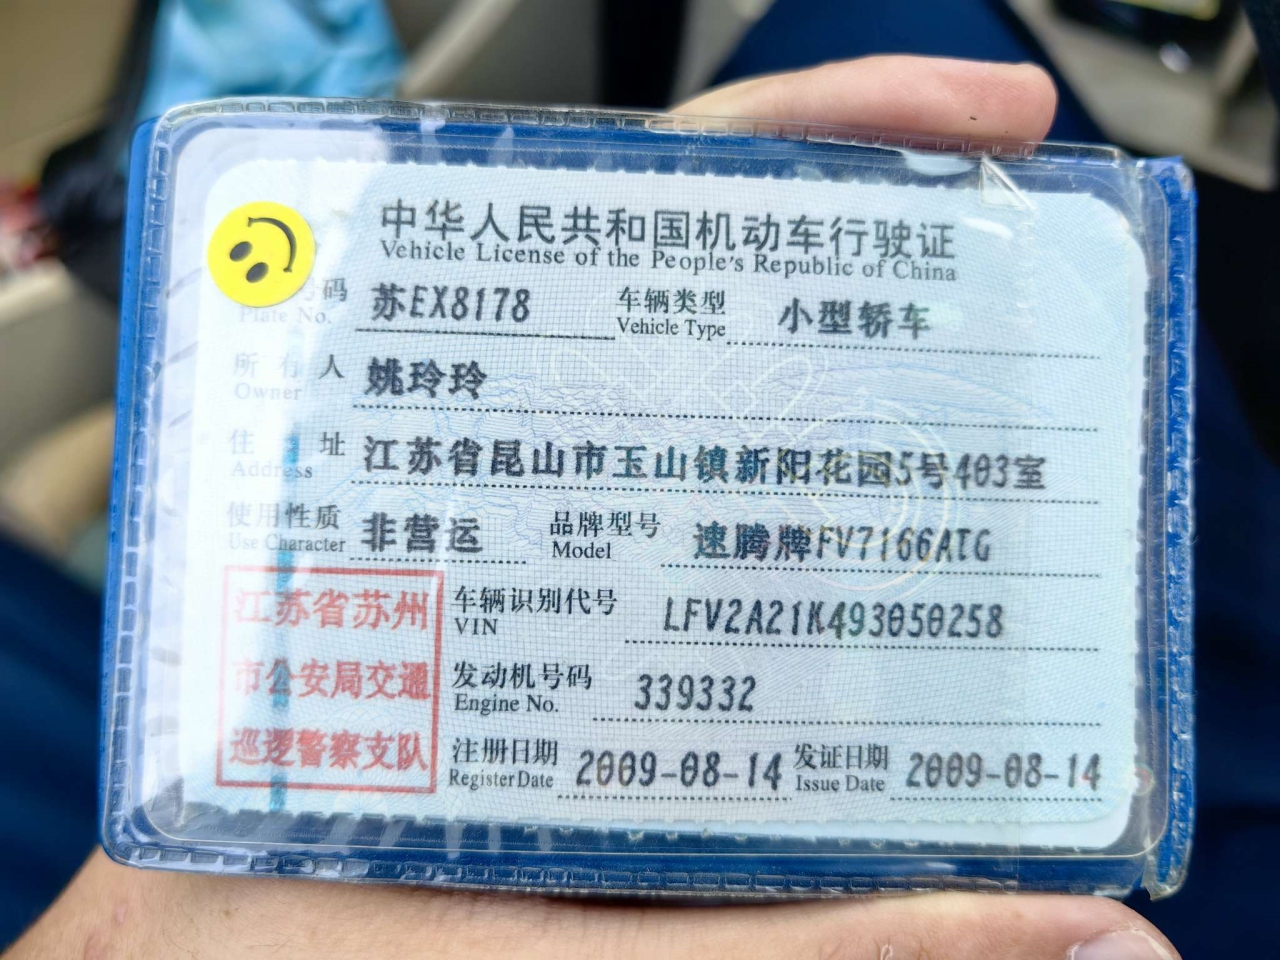 中华人民共和国机动车行驶证
Vehicle License of the People's Republic of China
号码 苏EX8178 车辆类型 小型轿车
Plate No. Vehicle Type
所有人 姚玲玲
Owner
住址 江苏省昆山市玉山镇新阳花园5号403室
Address
使用性质 非营运 品牌型号 速腾牌FV7166ATG
Use Character Model
江苏省苏州
市公安局交通
巡逻警察支队
车辆识别代号 LFV2A21K493050258
VIN
发动机号码 339332
Engine No.
注册日期 2009-08-14 发证日期 2009-08-14
Register Date Issue Date